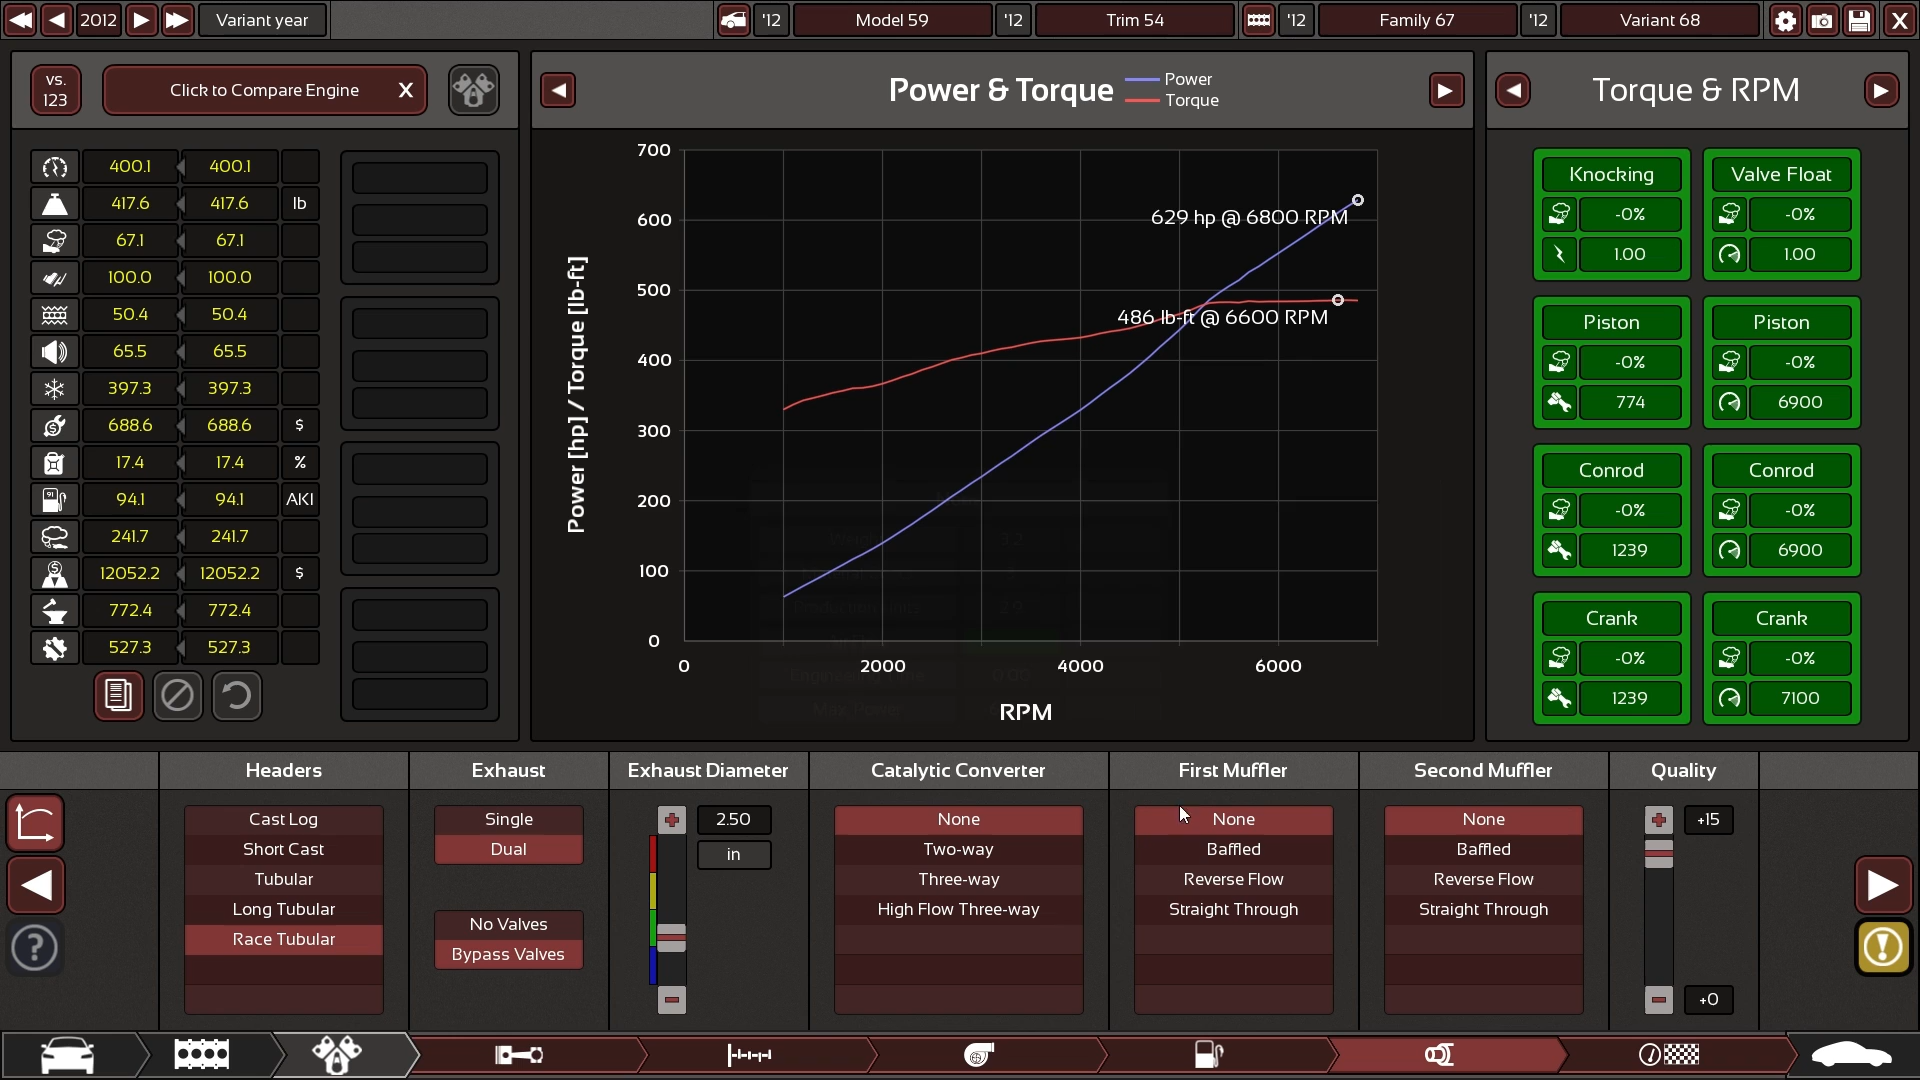 2012
Variant year
'12
Model 59
'12
Trim 54
'12
Family 67
'12
Variant 68
X
vs.
123
Click to Compare Engine
X
400.1 400.1
417.6 417.6 lb
67.1 67.1
100.0 100.0
50.4 50.4
65.5 65.5
397.3 397.3
688.6 688.6 $
17.4 17.4 %
94.1 94.1 AKI
241.7 241.7
12052.2 12052.2 $
772.4 772.4
527.3 527.3
Power & Torque
Power
Torque
Power [hp] / Torque [lb-ft]
700
600
500
400
300
200
100
0
629 hp @ 6800 RPM
486 lb-ft @ 6600 RPM
0 2000 4000 6000
RPM
Torque & RPM
Knocking
-0%
1.00
Valve Float
-0%
1.00
Piston
-0%
774
Piston
-0%
6900
Conrod
-0%
1239
Conrod
-0%
6900
Crank
-0%
1239
Crank
-0%
7100
Headers
Cast Log
Short Cast
Tubular
Long Tubular
Race Tubular
Exhaust
Single
Dual
No Valves
Bypass Valves
Exhaust Diameter
2.50
in
Catalytic Converter
None
Two-way
Three-way
High Flow Three-way
First Muffler
None
Baffled
Reverse Flow
Straight Through
Second Muffler
None
Baffled
Reverse Flow
Straight Through
Quality
+15
+0